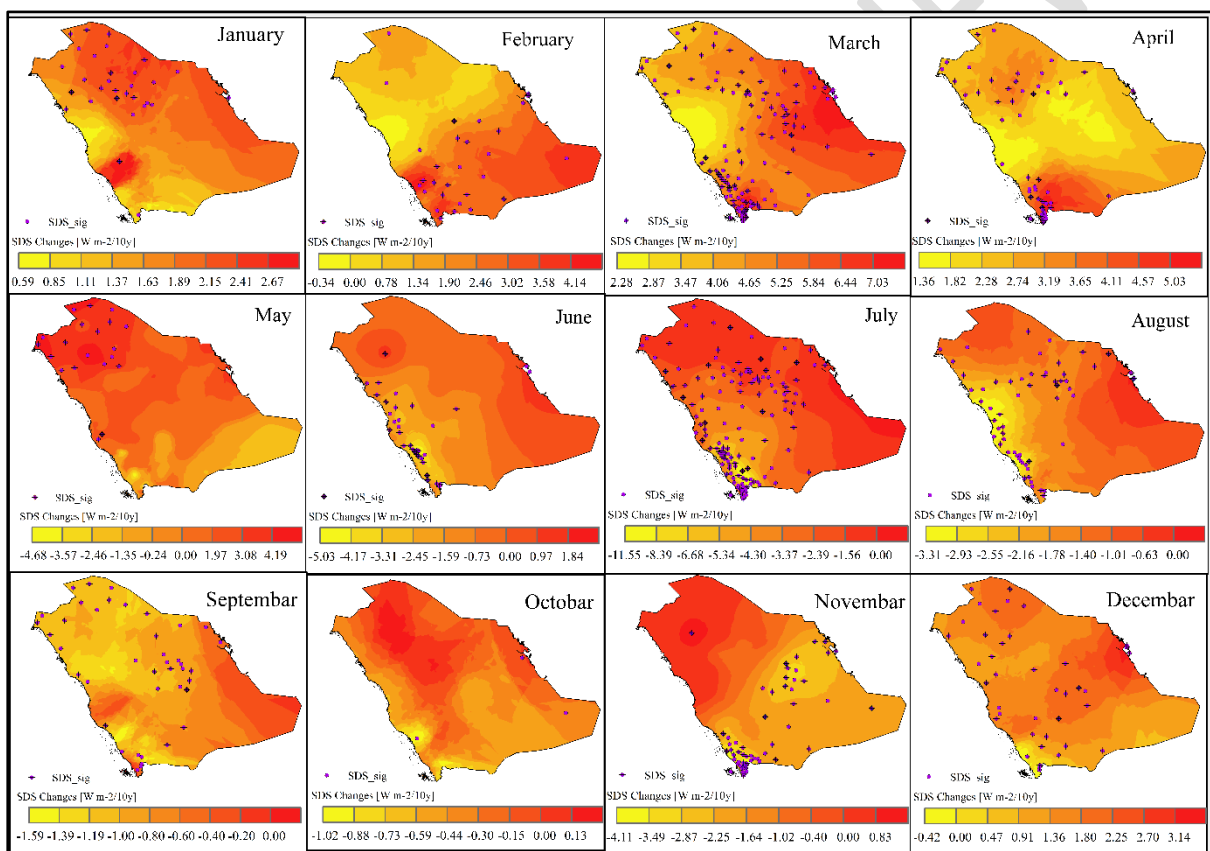 January
SDS_sig
SDS Changes [W m-2/10y]
0.59 0.85 1.11 1.37 1.63 1.89 2.15 2.41 2.67
February
SDS_sig
SDS Changes [W m-2/10y]
-0.34 0.00 0.78 1.34 1.90 2.46 3.02 3.58 4.14
March
SDS_sig
SDS Changes [W m-2/10y]
2.28 2.87 3.47 4.06 4.65 5.25 5.84 6.44 7.03
April
SDS_sig
SDS Changes [W m-2/10y]
1.36 1.82 2.28 2.74 3.19 3.65 4.11 4.57 5.03
May
SDS_sig
SDS Changes [W m-2/10y]
-4.68 -3.57 -2.46 -1.35 -0.24 0.00 1.97 3.08 4.19
June
SDS_sig
SDS Changes [W m-2/10y]
-5.03 -4.17 -3.31 -2.45 -1.59 -0.73 0.00 0.97 1.84
July
SDS_sig
SDS Changes [W m-2/10y]
-11.55 -8.39 -6.68 -5.34 -4.30 -3.37 -2.39 -1.56 0.00
August
SDS_sig
SDS Changes [W m-2/10y]
-3.31 -2.93 -2.55 -2.16 -1.78 -1.40 -1.01 -0.63 0.00
Septembar
SDS_sig
SDS Changes [W m-2/10y]
-1.59 -1.39 -1.19 -1.00 -0.80 -0.60 -0.40 -0.20 0.00
Octobar
SDS_sig
SDS Changes [W m-2/10y]
-1.02 -0.88 -0.73 -0.59 -0.44 -0.30 -0.15 0.00 0.13
Novembar
SDS_sig
SDS Changes [W m-2/10y]
-4.11 -3.49 -2.87 -2.25 -1.64 -1.02 -0.40 0.00 0.83
Decembar
SDS_sig
SDS Changes [W m-2/10y]
-0.42 0.00 0.47 0.91 1.36 1.80 2.25 2.70 3.14